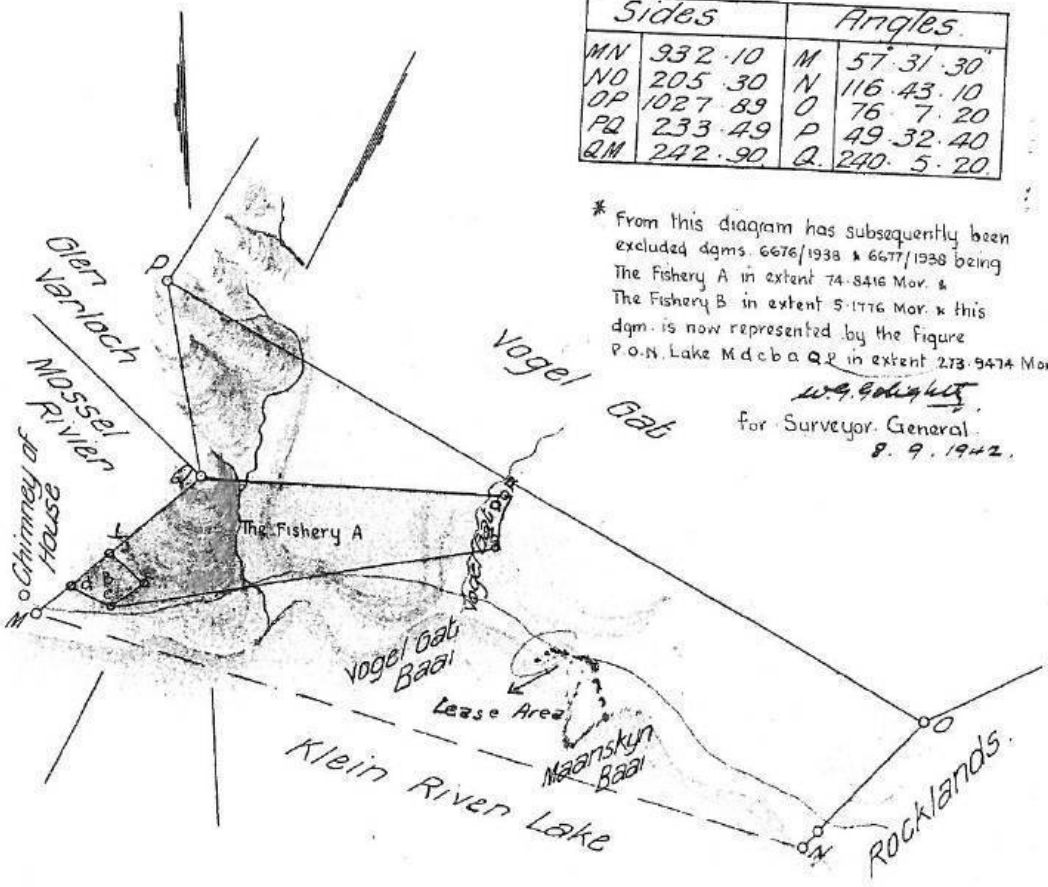 Sides Angles.
MN 932.10 M 57° 31' 30"
NO 205.30 N 116.43.10
OP 1027.89 O 76. 7. 20
PQ 233.49 P 49.32.40
QM 242.90 Q. 240. 5. 20.
* From this diagram has subsequently been
excluded dgms. 6676/1938 & 6677/1938 being
The Fishery A in extent 74.8416 Mor. &
The Fishery B in extent 5.1776 Mor. & this
dgm. is now represented by the figure
P.O.N. Lake M d c b a Q P in extent 273.9474 Mor
for Surveyor General.
8. 9. 1942.
P
Glen
Varloch
Mossel
Rivier
Chimney of
House
M
Q
The Fishery A
B
d
c
Vogel
Gat
Vogel Gat
Vogel Gat
Baai
Lease Area
Maanskyn
Baai
Klein River Lake
O
N
Rocklands.